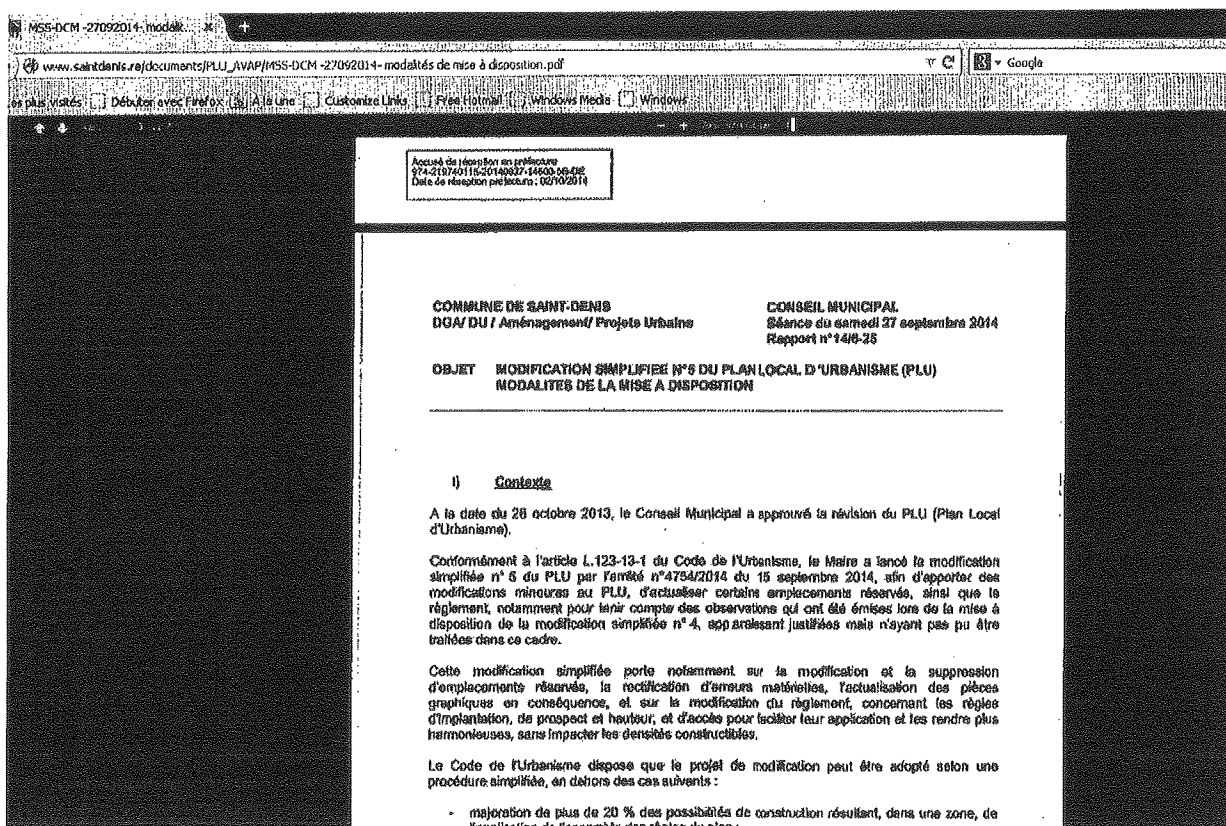 MS5-DCM -27092014- modalit... × +
www.saintdenis.re/documents/PLU_AVAP/MS5-DCM -27092014- modalités de mise à disposition.pdf
Google
es plus visités Débuter avec Firefox À la une Customize Links Free Hotmail Windows Media Windows
Accusé de réception en préfecture
Date de réception préfecture : 02/10/2014
COMMUNE DE SAINT-DENIS
DGA/ DU / Aménagement/ Projets Urbains
CONSEIL MUNICIPAL
Séance du samedi 27 septembre 2014
Rapport n°14/6-25
OBJET MODIFICATION SIMPLIFIEE N°5 DU PLAN LOCAL D'URBANISME (PLU)
MODALITES DE LA MISE A DISPOSITION
I) Contexte
A la date du 26 octobre 2013, le Conseil Municipal a approuvé la révision du PLU (Plan Local
d'Urbanisme).
Conformément à l'article L.123-13-1 du Code de l'Urbanisme, le Maire a lancé la modification
simplifiée n° 5 du PLU par l'arrêté n°4754/2014 du 15 septembre 2014, afin d'apporter des
modifications mineures au PLU, d'actualiser certains emplacements réservés, ainsi que le
règlement, notamment pour tenir compte des observations qui ont été émises lors de la mise à
disposition de la modification simplifiée n° 4, apparaissant justifiées mais n'ayant pas pu être
traitées dans ce cadre.
Cette modification simplifiée porte notamment sur la modification et la suppression
d'emplacements réservés, la rectification d'erreurs matérielles, l'actualisation des pièces
graphiques en conséquence, et sur la modification du règlement, concernant les règles
d'implantation, de prospect et hauteur, et d'accès pour faciliter leur application et les rendre plus
harmonieuses, sans impacter les densités constructibles.
Le Code de l'Urbanisme dispose que le projet de modification peut être adopté selon une
procédure simplifiée, en dehors des cas suivants :
- majoration de plus de 20 % des possibilités de construction résultant, dans une zone, de